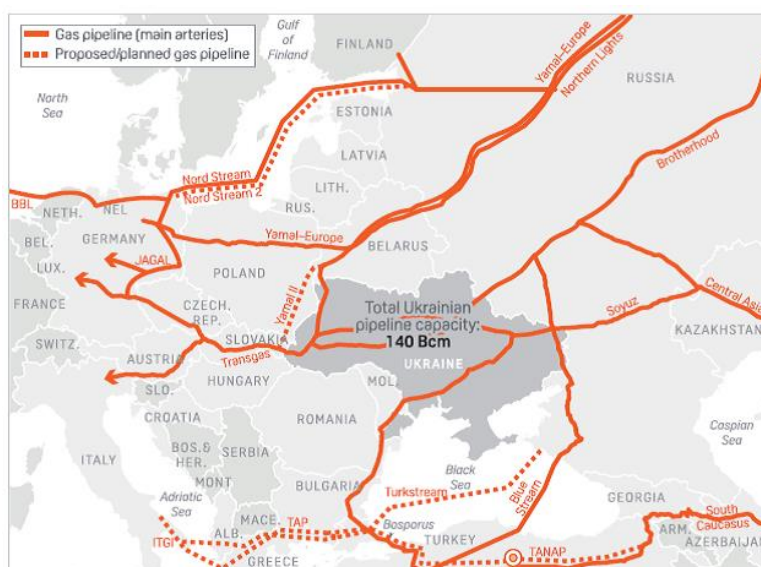 Gas pipeline (main arteries)
Proposed/planned gas pipeline
Gulf
of
Finland
FINLAND
North
Sea
ESTONIA
LATVIA
LITH.
RUS.
RUSSIA
Yamal–Europe
Northern Lights
Brotherhood
Nord Stream
Nord Stream 2
BBL
NETH.
NEL
BEL.
GERMANY
LUX.
JAGAL
Yamal–Europe
BELARUS
POLAND
FRANCE
CZECH.
REP.
Yamal II
Total Ukrainian
pipeline capacity:
140 Bcm
UKRAINE
Soyuz
Central Asia
KAZAKHSTAN
SWITZ.
SLOVAKIA
Transgas
AUSTRIA
HUNGARY
MOL.
SLO.
CROATIA
ROMANIA
ITALY
BOS.&
HER.
SERBIA
MONT
Caspian
Sea
Black
Sea
Adriatic
Sea
BULGARIA
Turkstream
Blue
Stream
GEORGIA
MACE.
ALB.
TAP
ITGI
GREECE
Bosporus
TURKEY
TANAP
South
Caucasus
ARM.
AZERBAIJAN